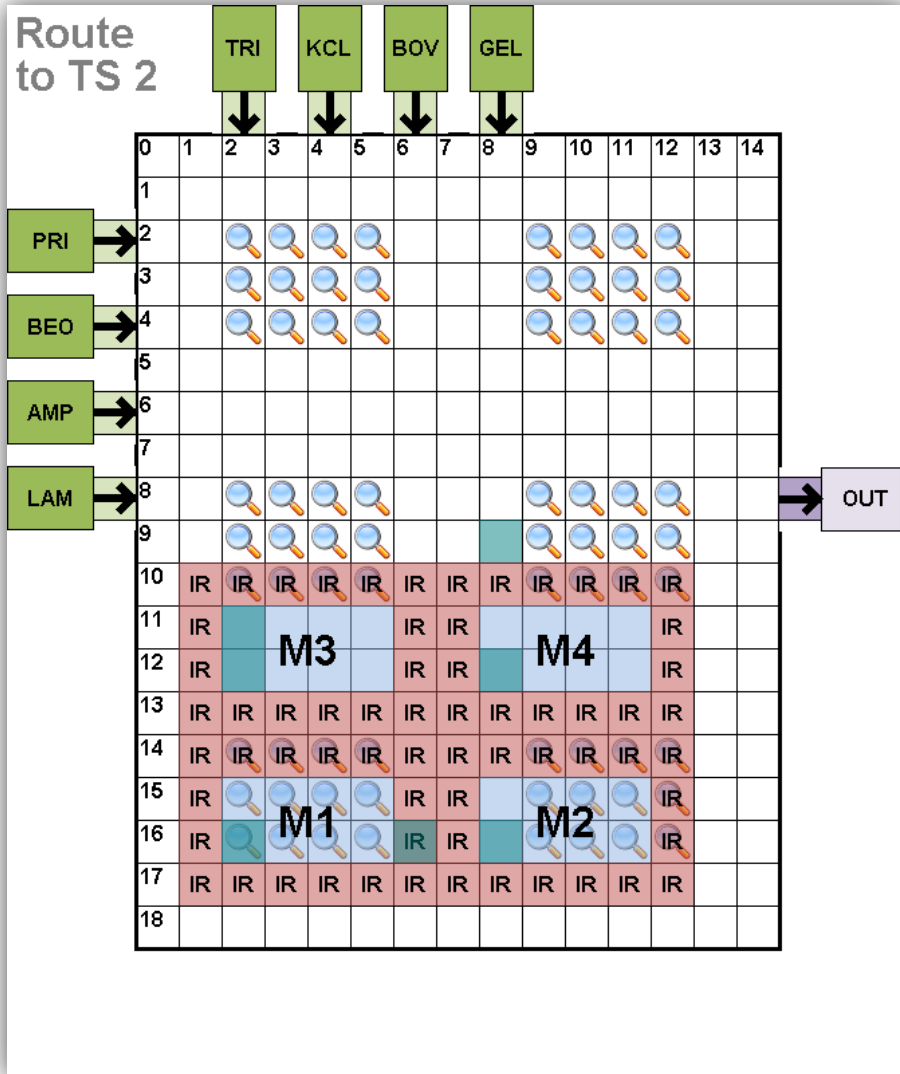 Route
to TS 2
TRI KCL BOV GEL
0 1 2 3 4 5 6 7 8 9 10 11 12 13 14
1
PRI 2
3
BEO 4
5
AMP 6
7
LAM 8 OUT
9
10 IR IR IR IR IR IR IR IR IR IR IR IR
11 IR M3 IR IR M4 IR
12 IR IR IR IR
13 IR IR IR IR IR IR IR IR IR IR IR IR
14 IR IR IR IR IR IR IR IR IR IR IR IR
15 IR M1 IR IR M2 IR
16 IR IR IR IR
17 IR IR IR IR IR IR IR IR IR IR IR IR
18